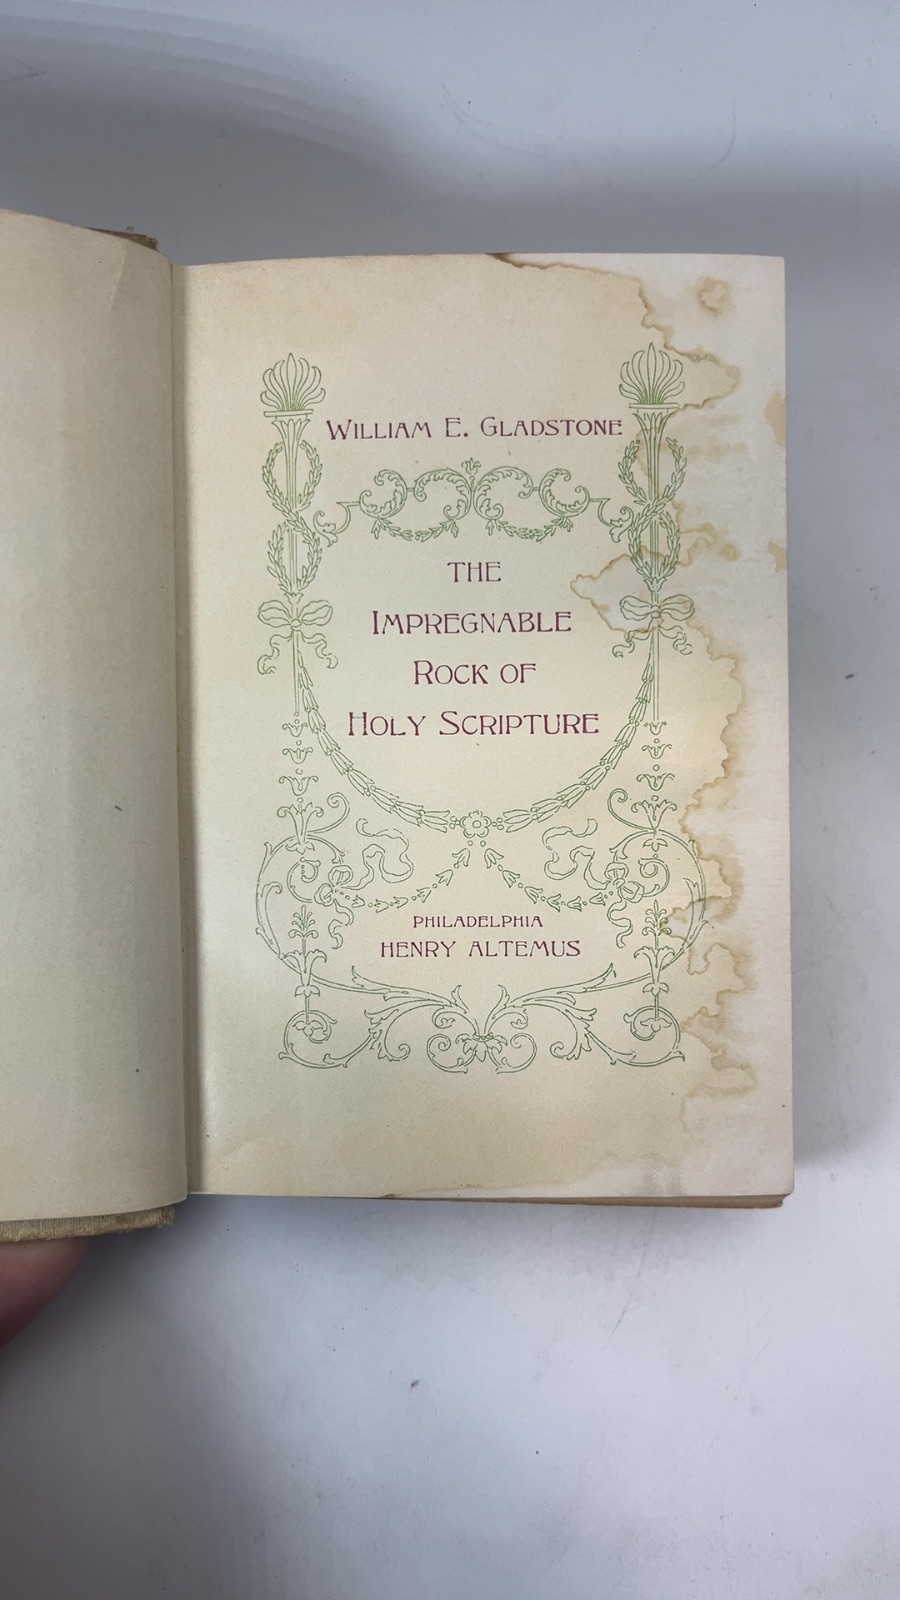 WILLIAM E. GLADSTONE
THE
IMPREGNABLE
ROCK OF
HOLY SCRIPTURE
PHILADELPHIA
HENRY ALTEMUS